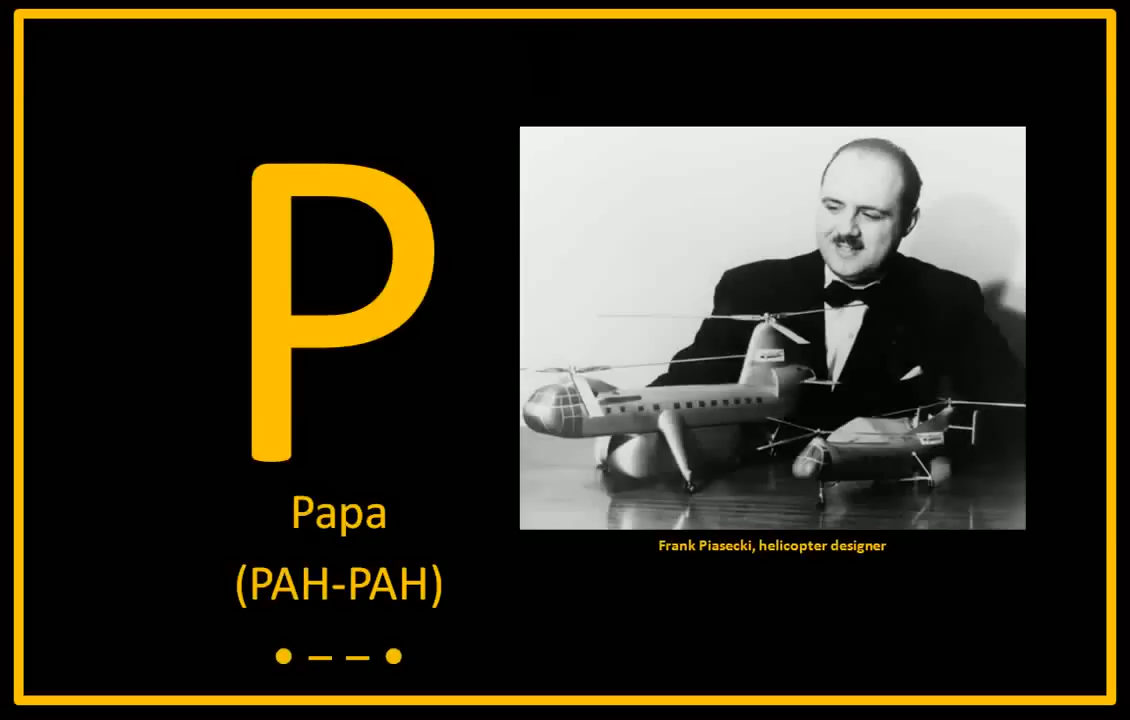 P
Papa
(PAH-PAH)
● – – ●
Frank Piasecki, helicopter designer